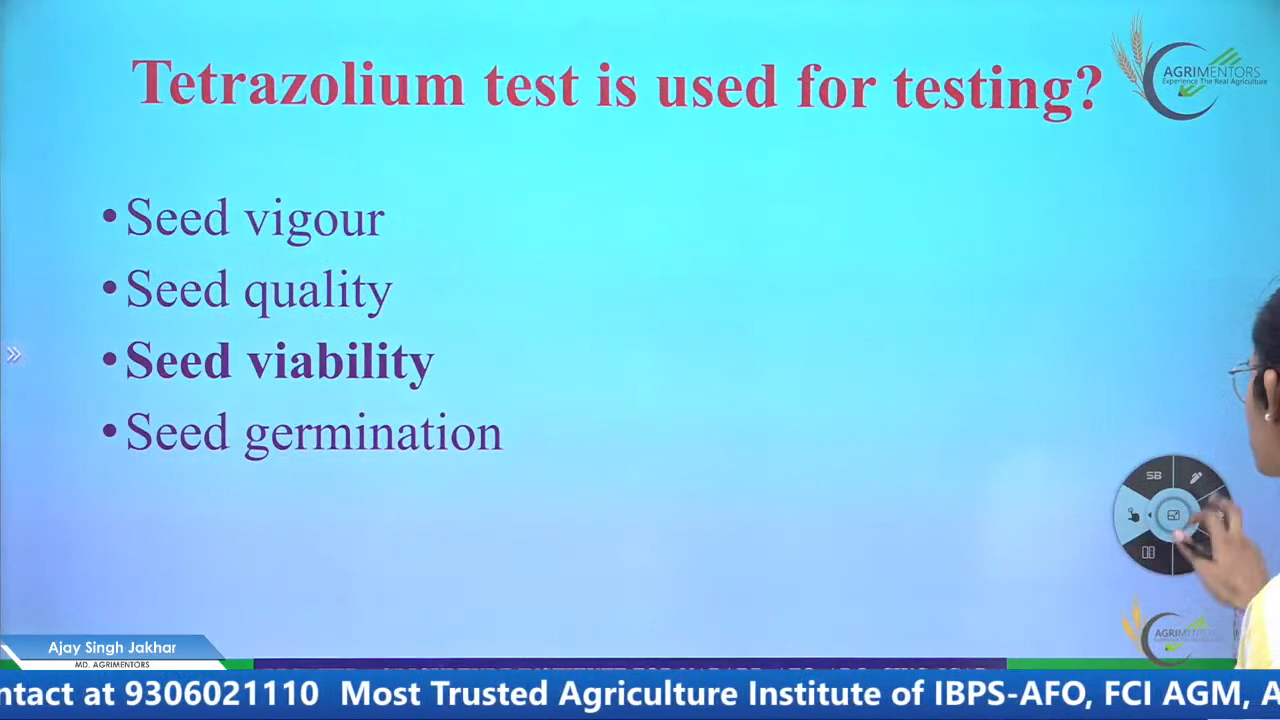 Tetrazolium test is used for testing?
AGRIMENTORS
Experience The Real Agriculture
•Seed vigour
•Seed quality
•Seed viability
•Seed germination
SB
AGRIMENTORS
Ajay Singh Jakhar
MD. AGRIMENTORS
ntact at 9306021110 Most Trusted Agriculture Institute of IBPS-AFO, FCI AGM, A